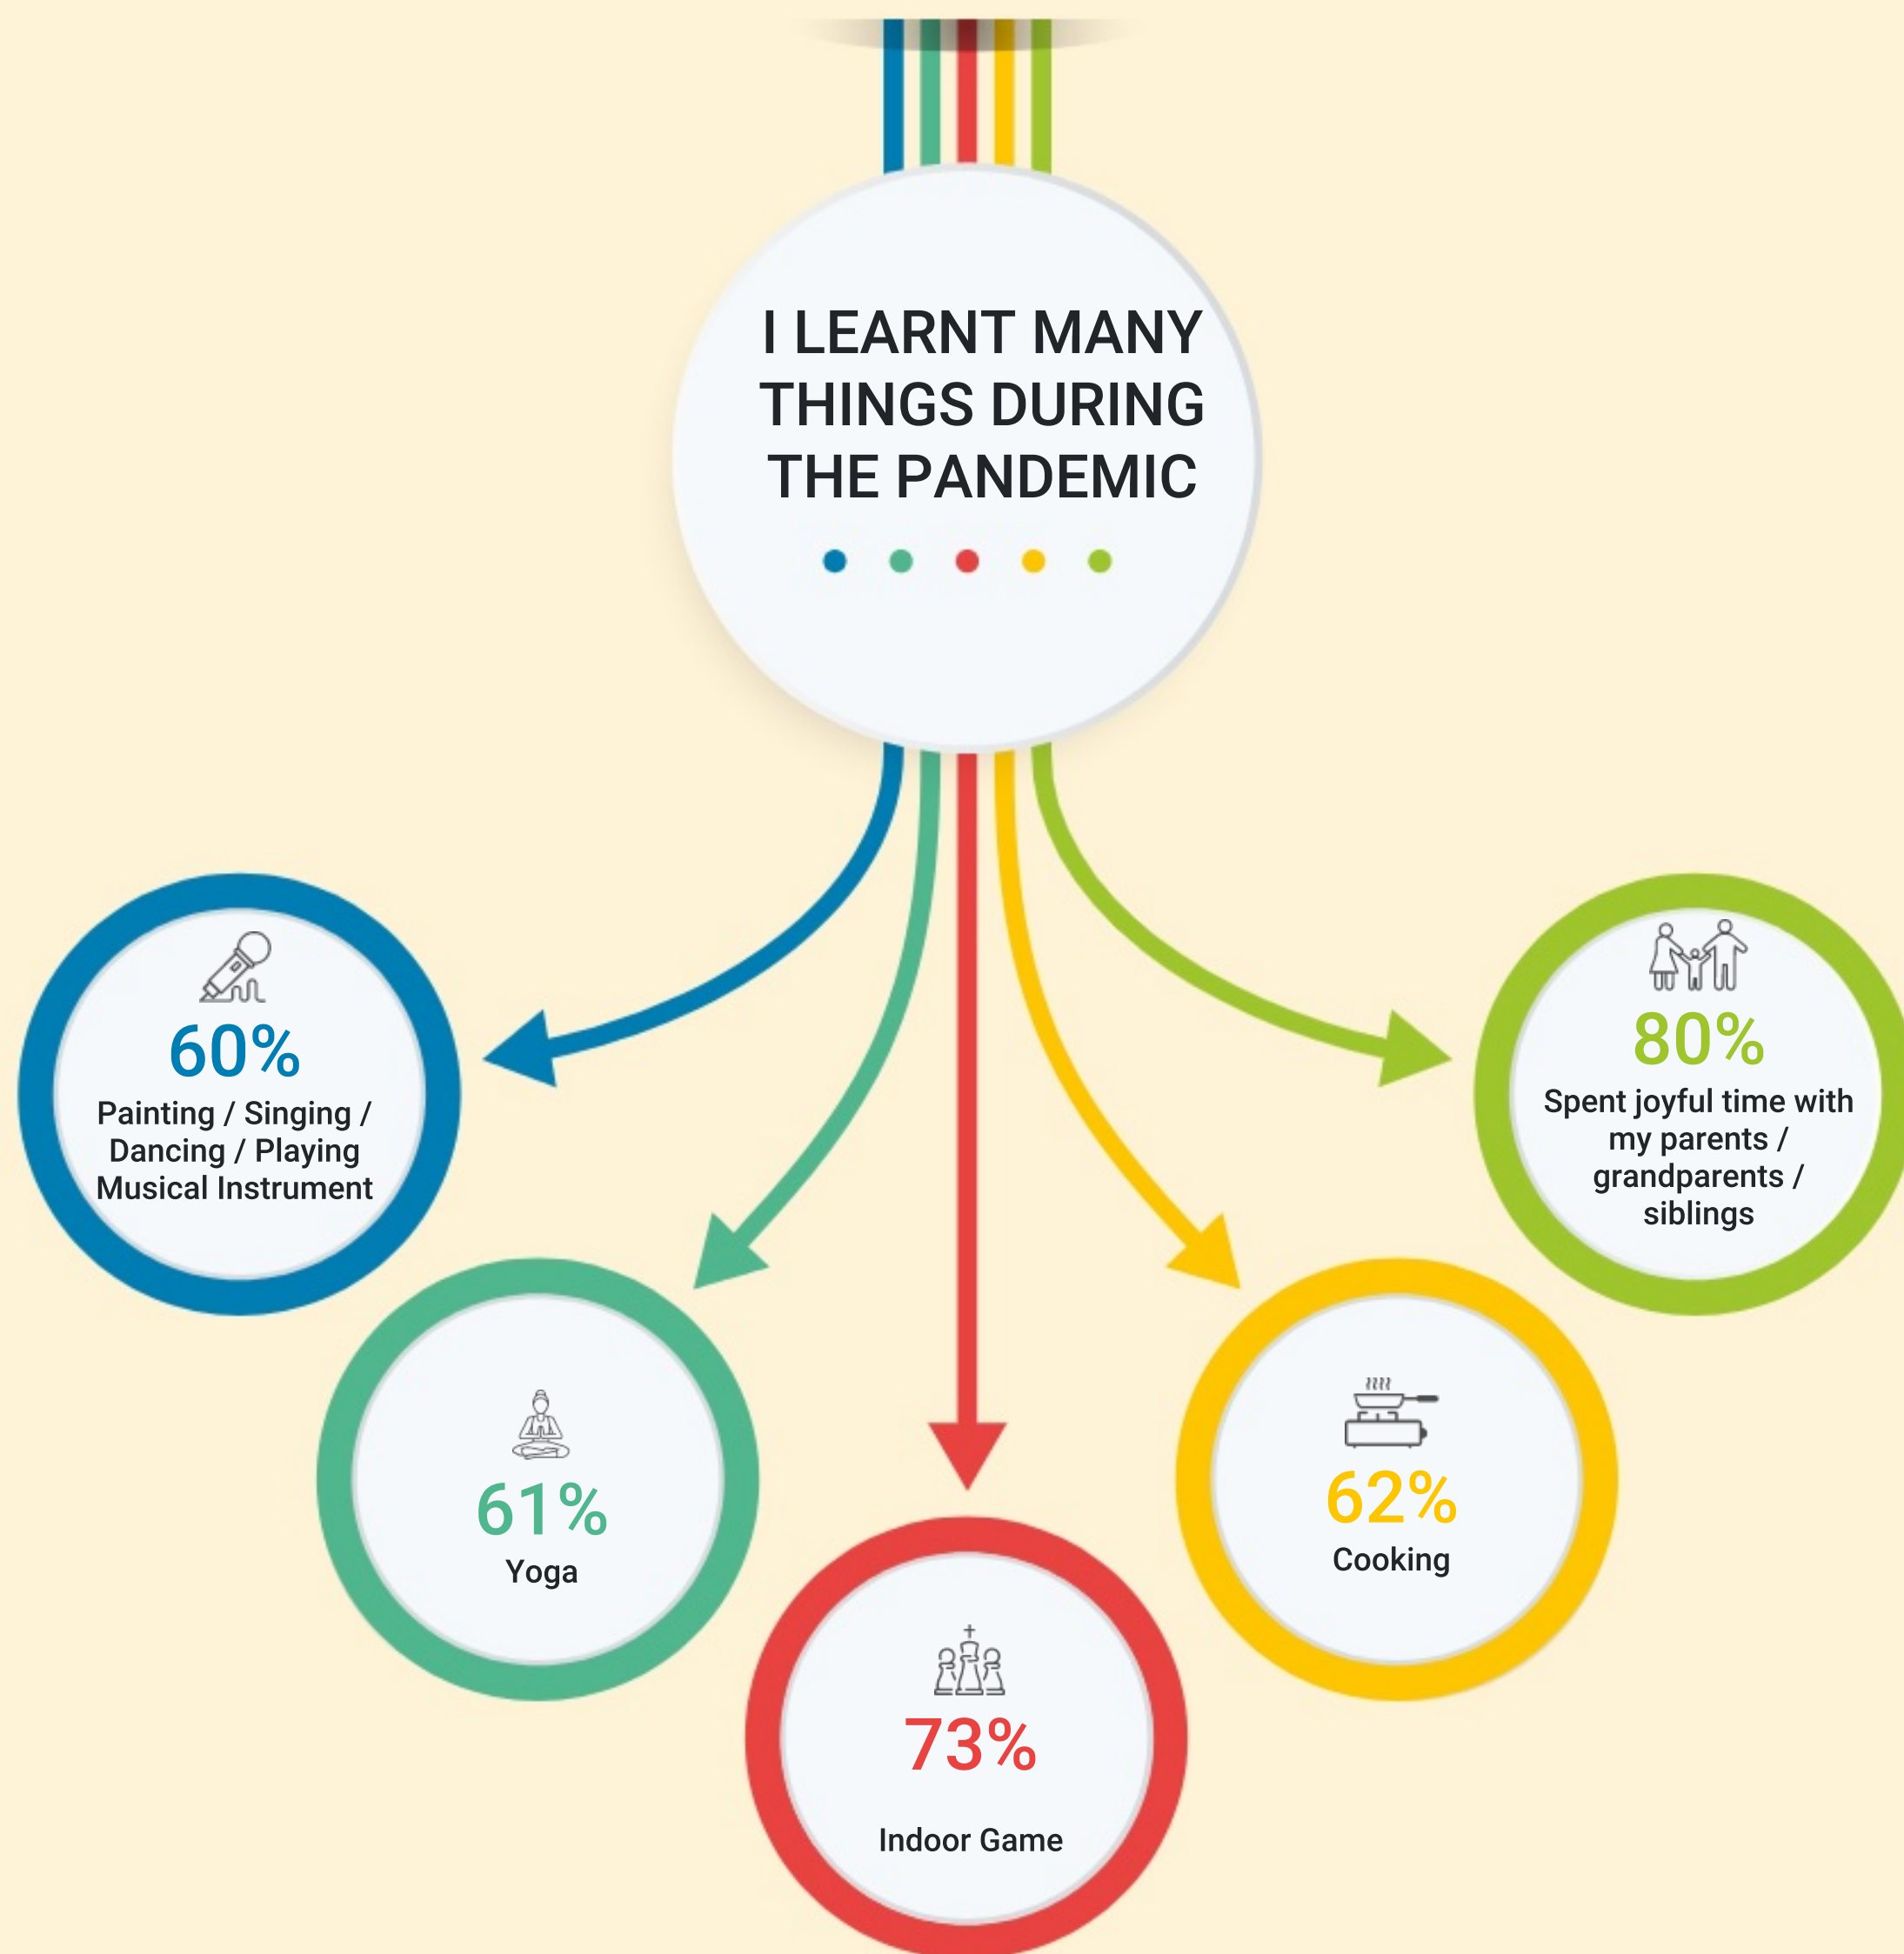 I LEARNT MANY
THINGS DURING
THE PANDEMIC
60%
Painting / Singing /
Dancing / Playing
Musical Instrument
80%
Spent joyful time with
my parents /
grandparents /
siblings
61%
Yoga
62%
Cooking
73%
Indoor Game